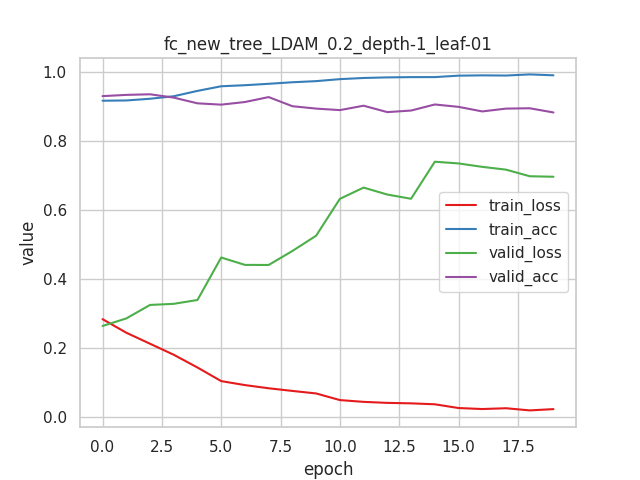 fc_new_tree_LDAM_0.2_depth-1_leaf-01
1.0
0.8
0.6
0.4
0.2
0.0
value
train_loss
train_acc
valid_loss
valid_acc
0.0 2.5 5.0 7.5 10.0 12.5 15.0 17.5
epoch